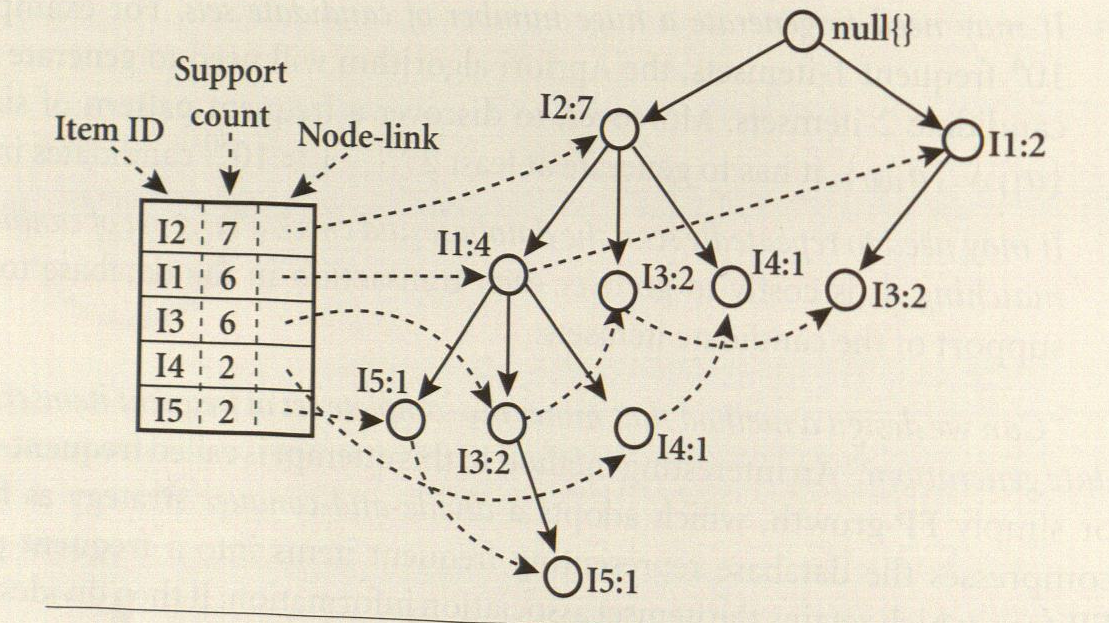 null{}
Support
count
Item ID
Node-link
I2:7
I1:2
I2 7
I1 6
I3 6
I4 2
I5 2
I1:4
I3:2
I4:1
I3:2
I5:1
I3:2
I4:1
I5:1